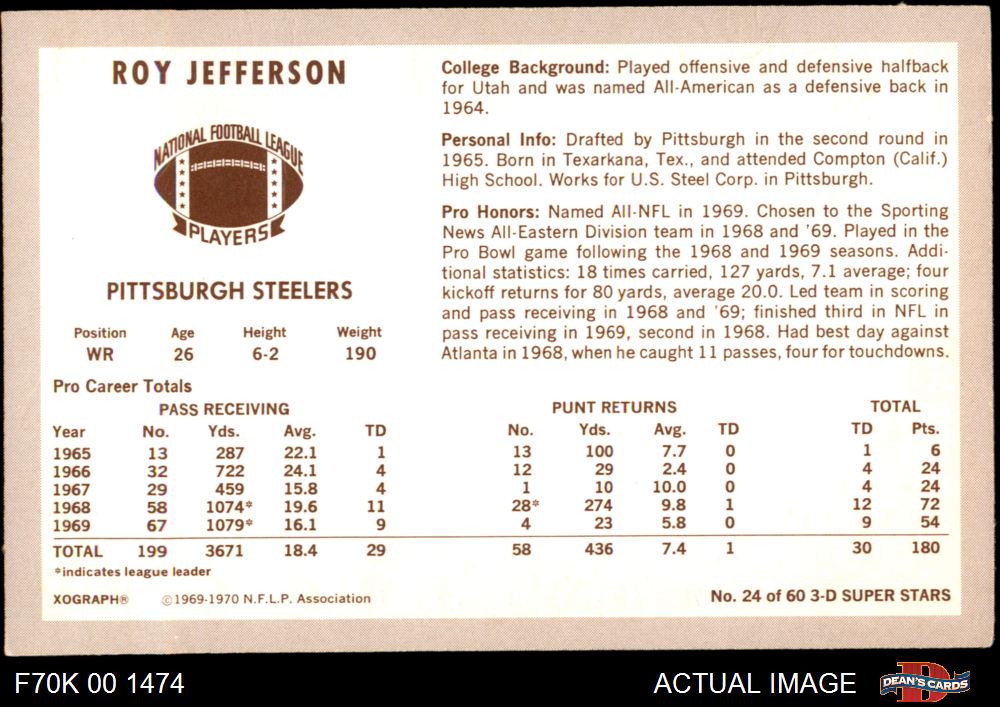 ROY JEFFERSON
NATIONAL FOOTBALL LEAGUE
PLAYERS
PITTSBURGH STEELERS
Position Age Height Weight
WR 26 6-2 190
College Background: Played offensive and defensive halfback
for Utah and was named All-American as a defensive back in
1964.
Personal Info: Drafted by Pittsburgh in the second round in
1965. Born in Texarkana, Tex., and attended Compton (Calif.)
High School. Works for U.S. Steel Corp. in Pittsburgh.
Pro Honors: Named All-NFL in 1969. Chosen to the Sporting
News All-Eastern Division team in 1968 and '69. Played in the
Pro Bowl game following the 1968 and 1969 seasons. Addi-
tional statistics: 18 times carried, 127 yards, 7.1 average; four
kickoff returns for 80 yards, average 20.0. Led team in scoring
and pass receiving in 1968 and '69; finished third in NFL in
pass receiving in 1969, second in 1968. Had best day against
Atlanta in 1968, when he caught 11 passes, four for touchdowns.
Pro Career Totals
PASS RECEIVING PUNT RETURNS TOTAL
Year No. Yds. Avg. TD No. Yds. Avg. TD TD Pts.
1965 13 287 22.1 1 13 100 7.7 0 1 6
1966 32 722 24.1 4 12 29 2.4 0 4 24
1967 29 459 15.8 4 1 10 10.0 0 4 24
1968 58 1074* 19.6 11 28* 274 9.8 1 12 72
1969 67 1079* 16.1 9 4 23 5.8 0 9 54
TOTAL 199 3671 18.4 29 58 436 7.4 1 30 180
*indicates league leader
XOGRAPH® ©1969-1970 N.F.L.P. Association No. 24 of 60 3-D SUPER STARS
F70K 00 1474 ACTUAL IMAGE DEAN'S CARDS